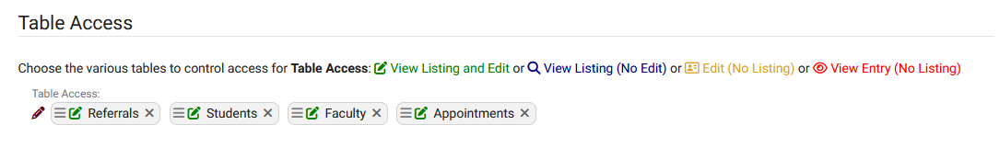 Table Access
Choose the various tables to control access for Table Access: View Listing and Edit or View Listing (No Edit) or Edit (No Listing) or View Entry (No Listing)
Table Access:
Referrals × Students × Faculty × Appointments ×